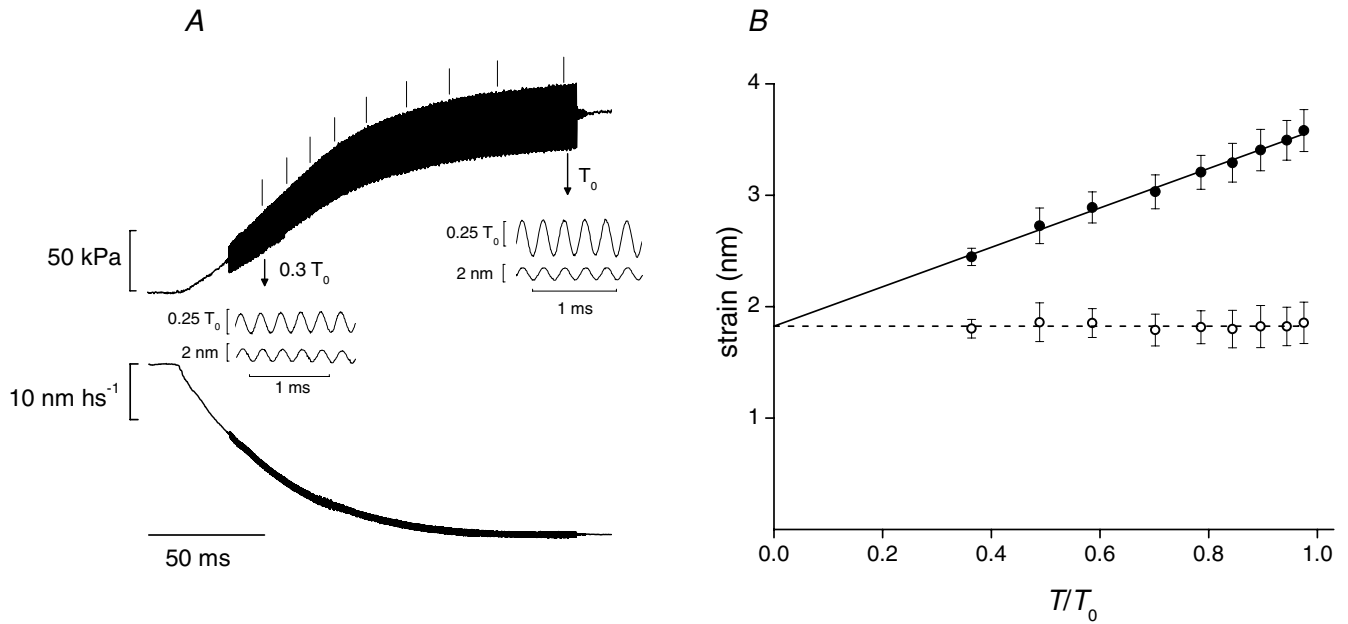 A
B
T₀
50 kPa
0.3 T₀
0.25 T₀
2 nm
1 ms
0.25 T₀
2 nm
1 ms
10 nm hs⁻¹
50 ms
strain (nm)
4
3
2
1
0.0 0.2 0.4 0.6 0.8 1.0
T/T₀